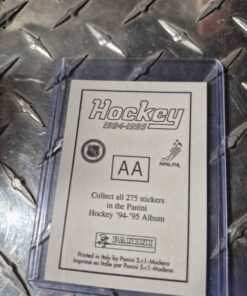 Hockey
1994-1995
AA
NHLPA
Collect all 275 stickers
in the Panini
Hockey '94-'95 Album
PANINI
Printed in Italy by Panini S.r.l.-Modena
Imprimé en Italie par Panini S.r.l.-Modena